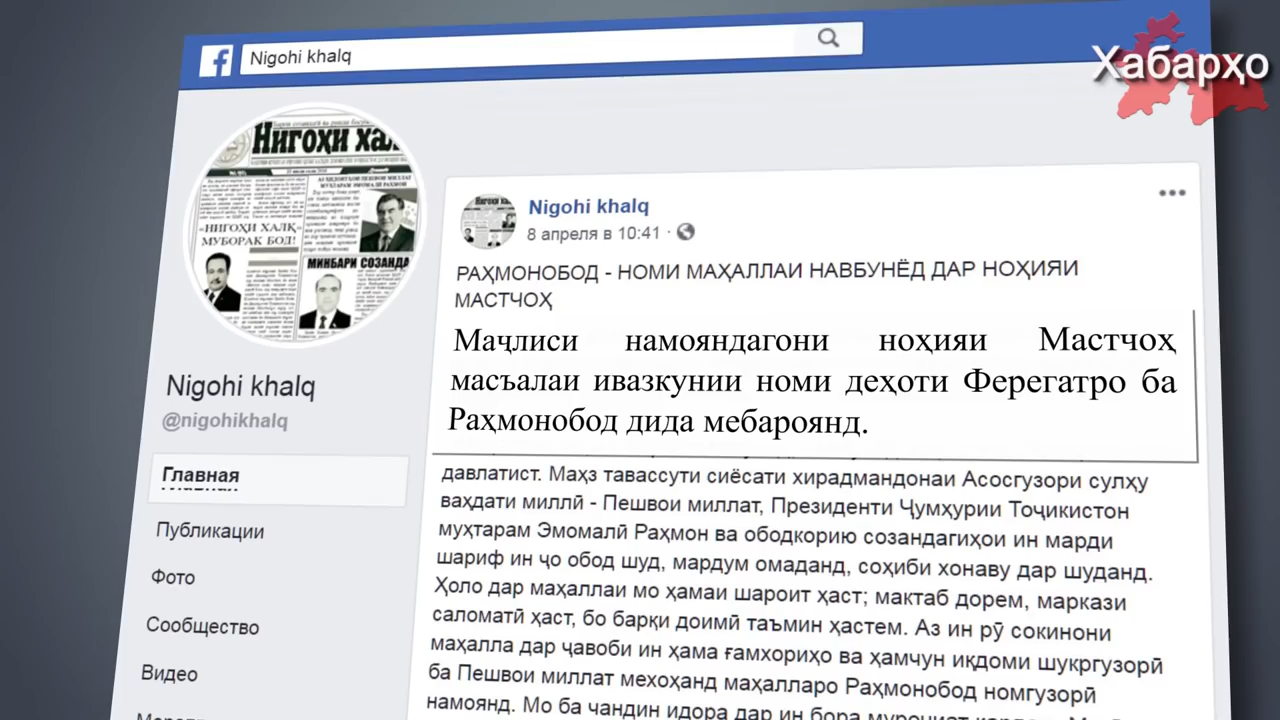 Nigohi khalq
Хабарҳо
Нигоҳи хал
«НИГОҲИ ХАЛҚ»
МУБОРАК БОД!
МИНБАРИ СОЗАНДА
Nigohi khalq
@nigohikhalq
Главная
Публикации
Фото
Сообщество
Видео
Nigohi khalq
8 апреля в 10:41 ·
РАҲМОНОБОД - НОМИ МАҲАЛЛАИ НАВБУНЁД ДАР НОҲИЯИ
МАСТЧОҲ
Маҷлиси намояндагони ноҳияи Мастчоҳ
масъалаи ивазкунии номи деҳоти Ферегатро ба
Раҳмонобод дида мебароянд.
давлатист. Маҳз тавассути сиёсати хирадмандонаи Асосгузори сулҳу
ваҳдати миллӣ - Пешвои миллат, Президенти Ҷумҳурии Тоҷикистон
муҳтарам Эмомалӣ Раҳмон ва ободкорию созандагиҳои ин марди
шариф ин ҷо обод шуд, мардум омаданд, соҳиби хонаву дар шуданд.
Ҳоло дар маҳаллаи мо ҳамаи шароит ҳаст; мактаб дорем, маркази
саломатӣ ҳаст, бо барқи доимӣ таъмин ҳастем. Аз ин рӯ сокинони
маҳалла дар ҷавоби ин ҳама ғамхориҳо ва ҳамчун иқдоми шукргузорӣ
ба Пешвои миллат мехоҳанд маҳалларо Раҳмонобод номгузорӣ
намоянд. Мо ба чандин идора дар ин бора